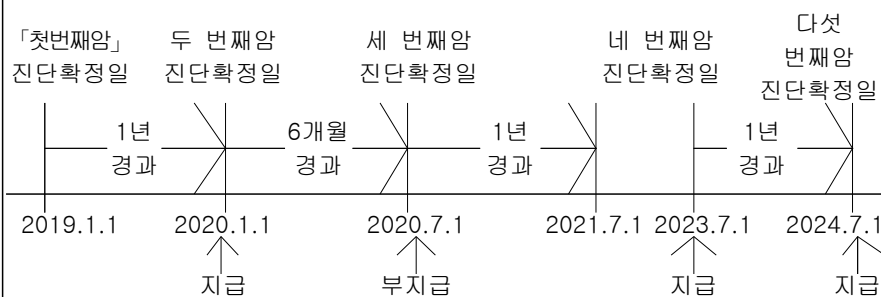 「첫번째암」 두 번째암 세 번째암 네 번째암 다섯
진단확정일 진단확정일 진단확정일 진단확정일 번째암
진단확정일
1년 6개월 1년 1년
경과 경과 경과 경과
2019.1.1 2020.1.1 2020.7.1 2021.7.1 2023.7.1 2024.7.1
지급 부지급 지급 지급